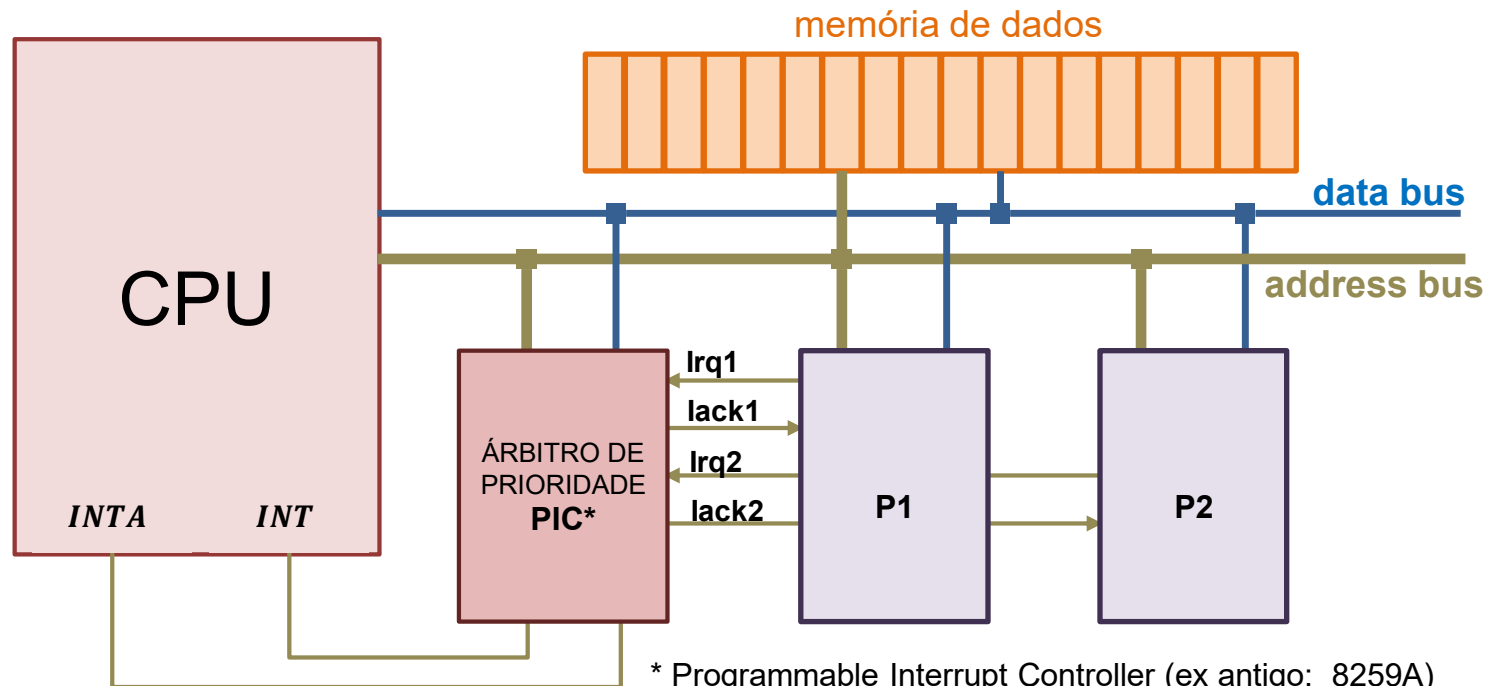 memória de dados
data bus
address bus
CPU
INTA
INT
ÁRBITRO DE
PRIORIDADE
PIC*
Irq1
Iack1
Irq2
Iack2
P1
P2
* Programmable Interrupt Controller (ex antigo: 8259A)